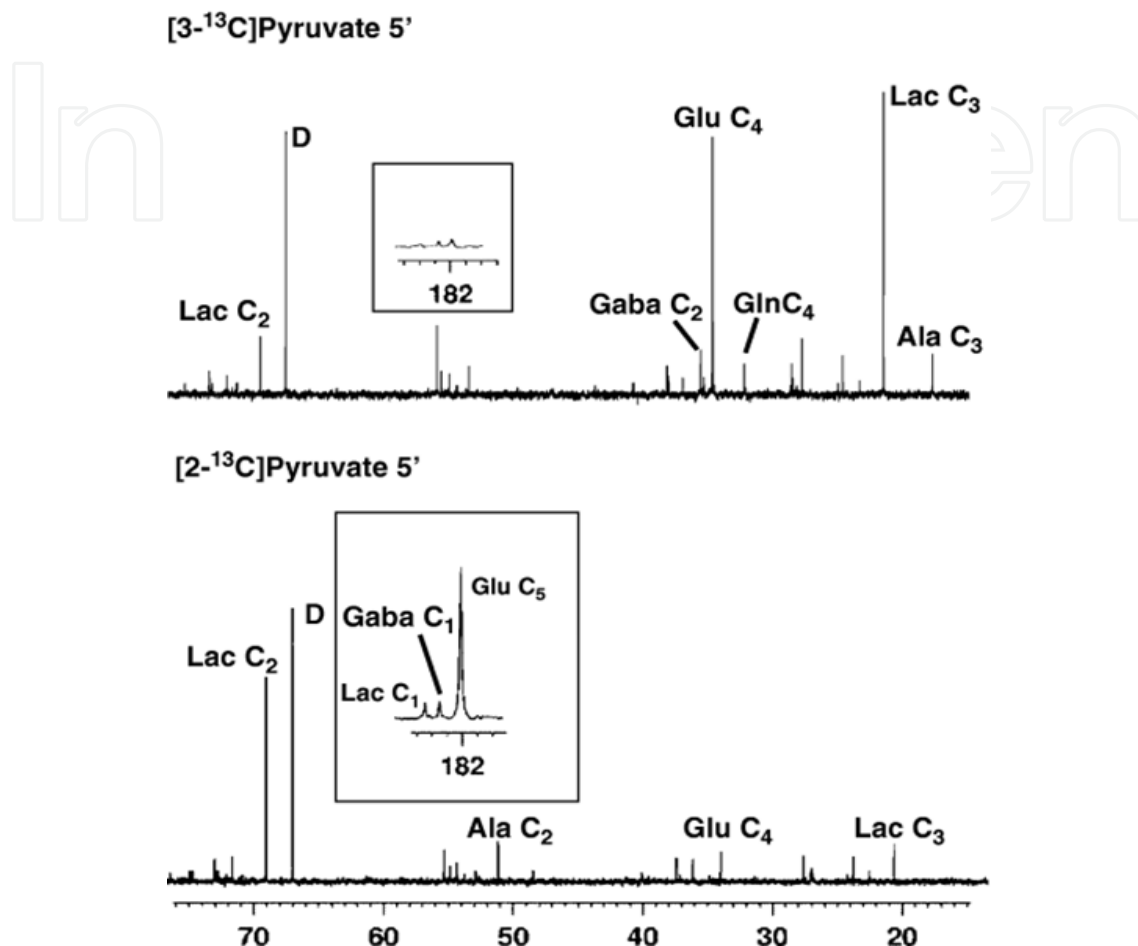 [3-¹³C]Pyruvate 5’
In
en
Lac C₃
Glu C₄
D
182
Lac C₂
Gaba C₂
GlnC₄
Ala C₃
[2-¹³C]Pyruvate 5’
Glu C₅
D
Gaba C₁
Lac C₂
Lac C₁
182
Ala C₂
Glu C₄
Lac C₃
70 60 50 40 30 20